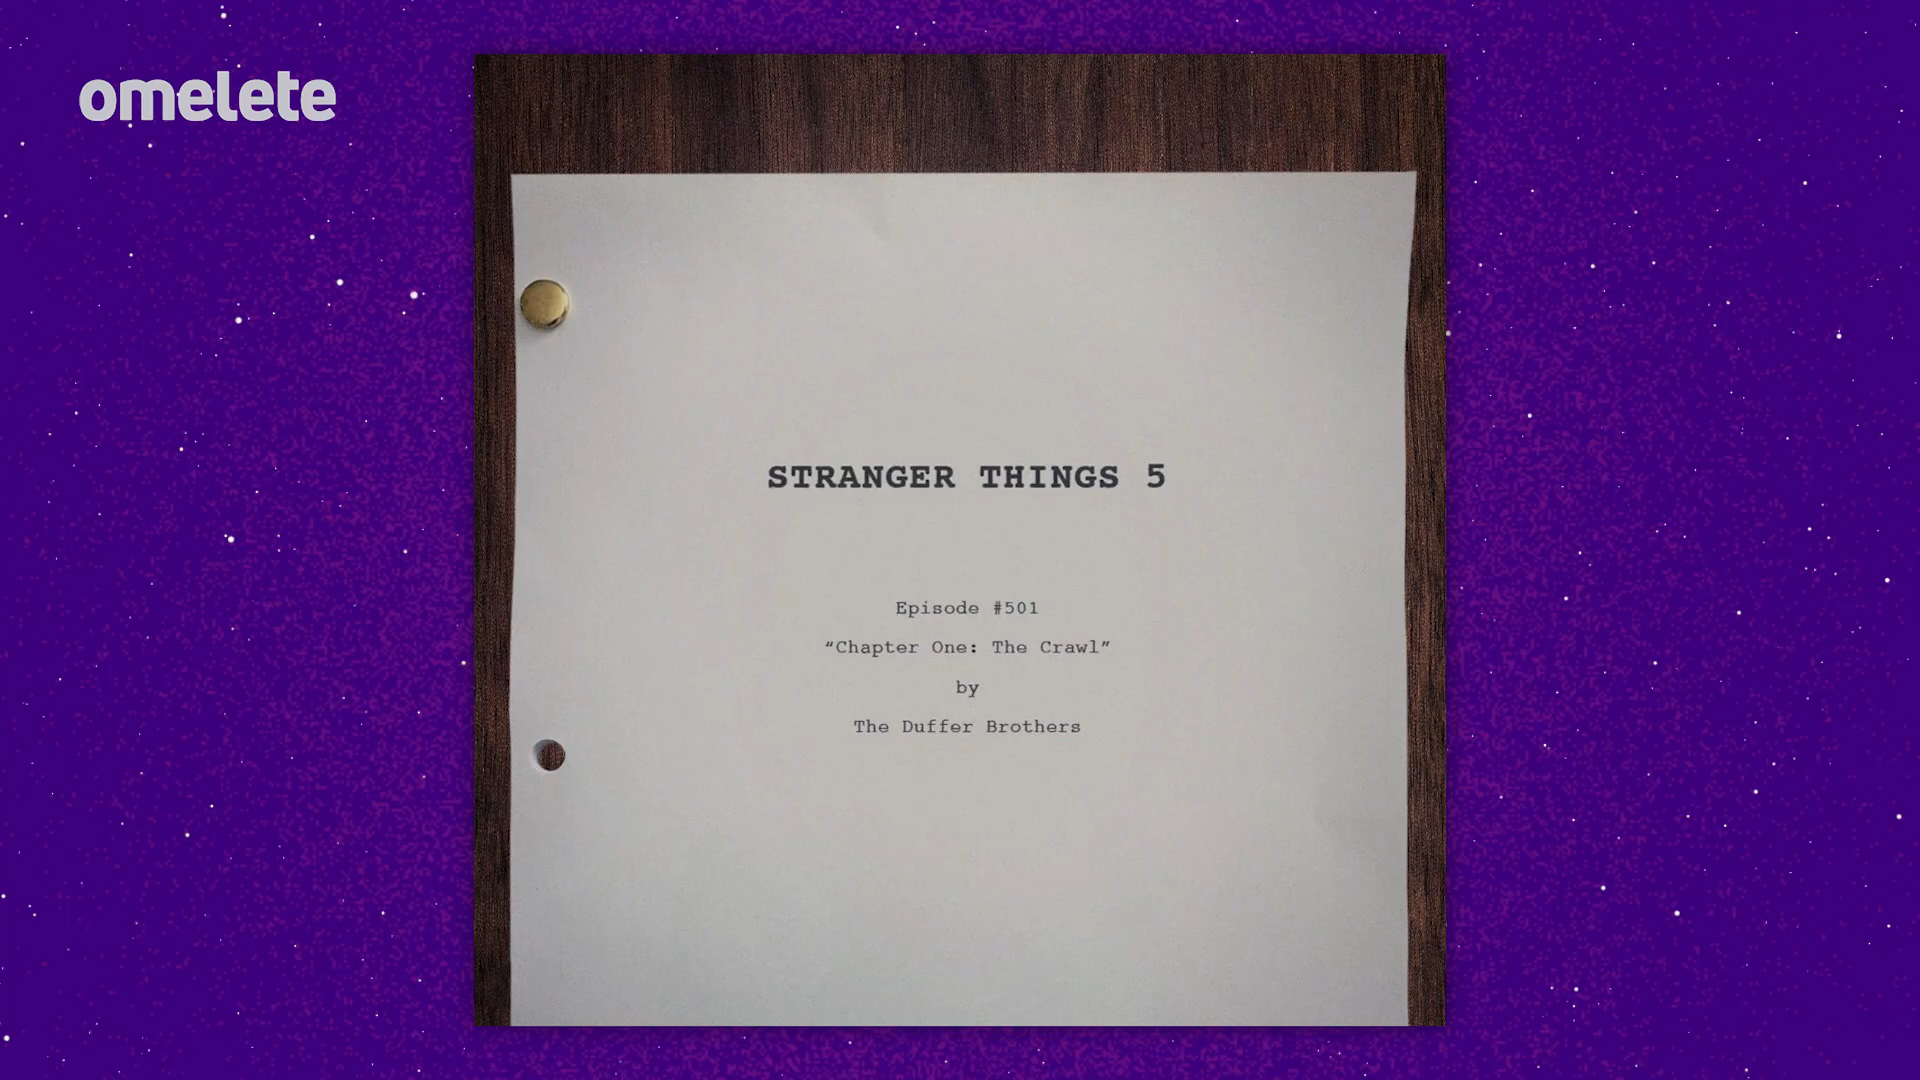 omelete
STRANGER THINGS 5
Episode #501
“Chapter One: The Crawl”
by
The Duffer Brothers